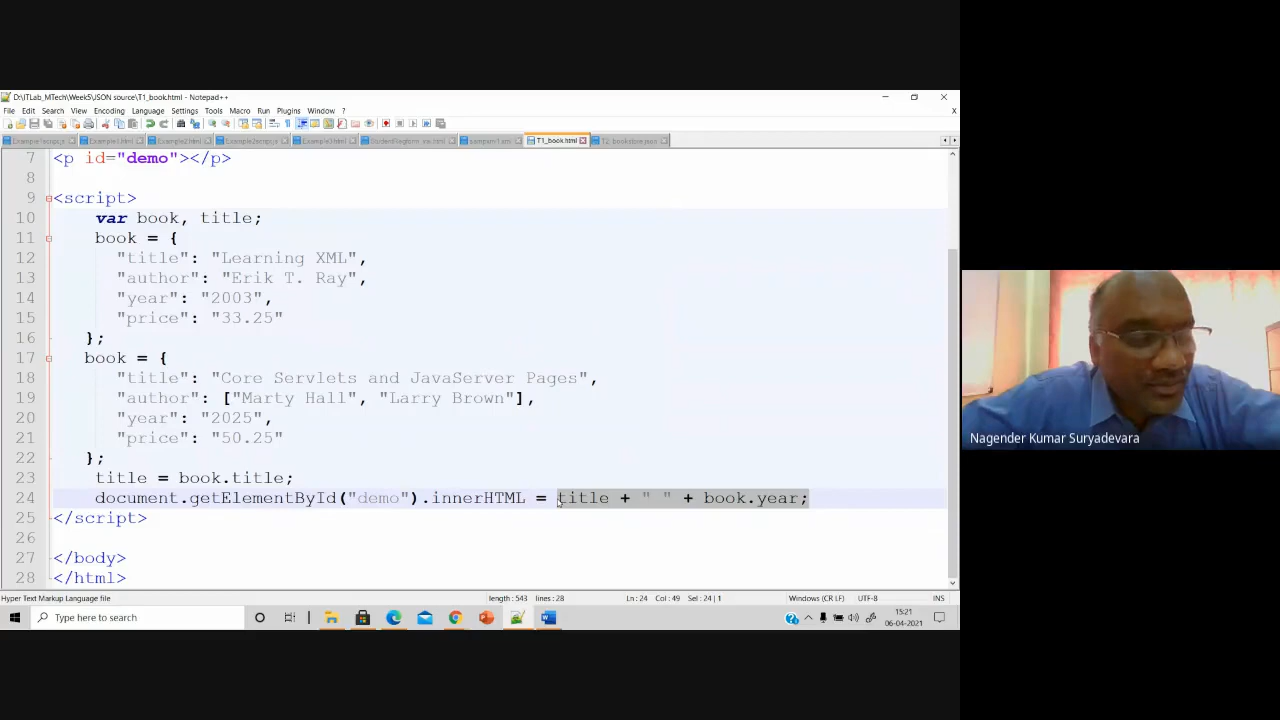 D:\ITLab_MTech\Week5\JSON source\T1_book.html - Notepad++
File Edit Search View Encoding Language Settings Tools Macro Run Plugins Window ?
T1_book.html
7 <p id="demo"></p>
8
9 <script>
10 var book, title;
11 book = {
12 "title": "Learning XML",
13 "author": "Erik T. Ray",
14 "year": "2003",
15 "price": "33.25"
16 };
17 book = {
18 "title": "Core Servlets and JavaServer Pages",
19 "author": ["Marty Hall", "Larry Brown"],
20 "year": "2025",
21 "price": "50.25"
22 };
23 title = book.title;
24 document.getElementById("demo").innerHTML = title + " " + book.year;
25 </script>
26
27 </body>
28 </html>
Hyper Text Markup Language file length : 543 lines : 28 Ln : 24 Col : 49 Sel : 24 | 1 Windows (CR LF) UTF-8 INS
Type here to search
15:21
06-04-2021
Nagender Kumar Suryadevara